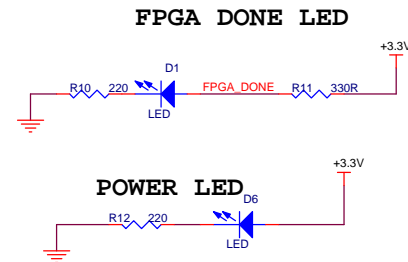 FPGA DONE LED
+3.3V
D1
R10 220 FPGA_DONE R11 330R
LED
+3.3V
POWER LED
D6
R12 220
LED